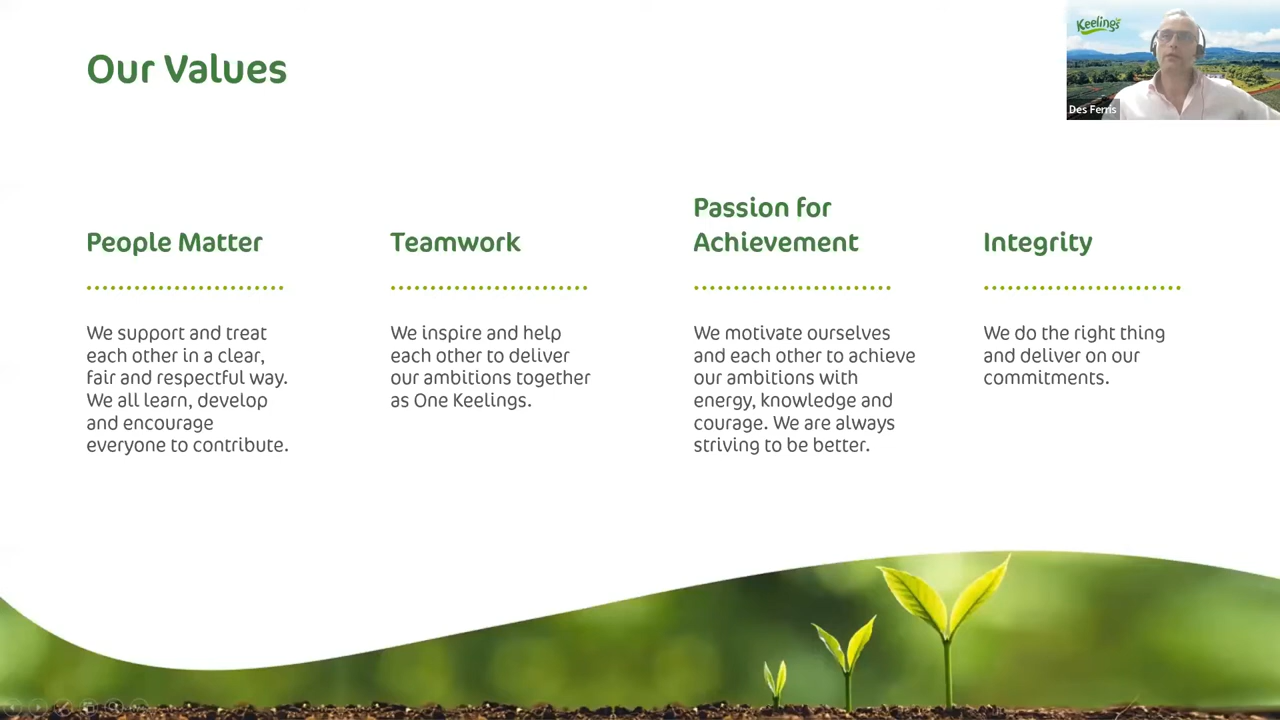 Our Values
Keelings
Des Ferris
People Matter
We support and treat
each other in a clear,
fair and respectful way.
We all learn, develop
and encourage
everyone to contribute.
Teamwork
We inspire and help
each other to deliver
our ambitions together
as One Keelings.
Passion for
Achievement
We motivate ourselves
and each other to achieve
our ambitions with
energy, knowledge and
courage. We are always
striving to be better.
Integrity
We do the right thing
and deliver on our
commitments.